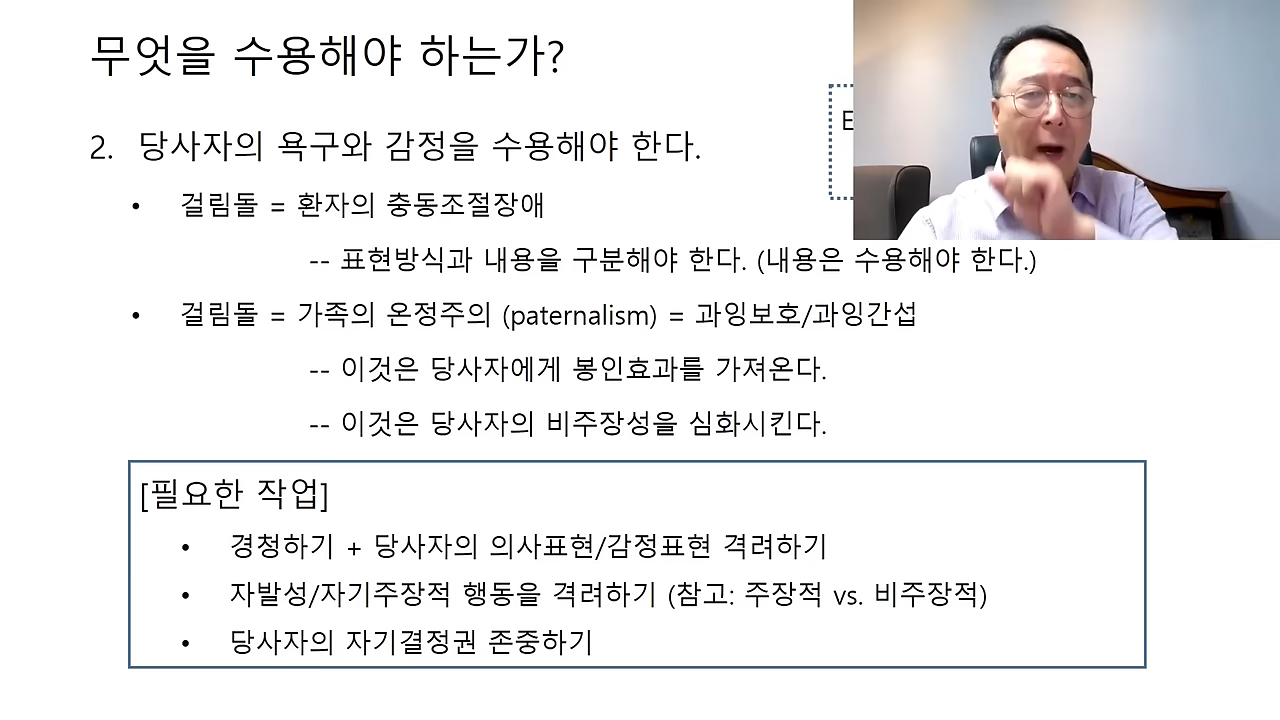 무엇을 수용해야 하는가?
2. 당사자의 욕구와 감정을 수용해야 한다.
• 걸림돌 = 환자의 충동조절장애
-- 표현방식과 내용을 구분해야 한다. (내용은 수용해야 한다.)
• 걸림돌 = 가족의 온정주의 (paternalism) = 과잉보호/과잉간섭
-- 이것은 당사자에게 봉인효과를 가져온다.
-- 이것은 당사자의 비주장성을 심화시킨다.
[필요한 작업]
• 경청하기 + 당사자의 의사표현/감정표현 격려하기
• 자발성/자기주장적 행동을 격려하기 (참고: 주장적 vs. 비주장적)
• 당사자의 자기결정권 존중하기